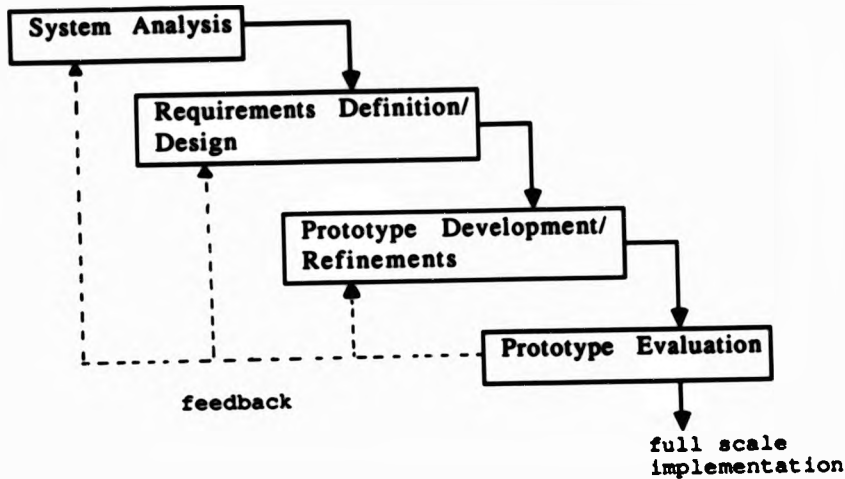 System Analysis
Requirements Definition/
Design
Prototype Development/
Refinements
Prototype Evaluation
feedback
full scale
implementation